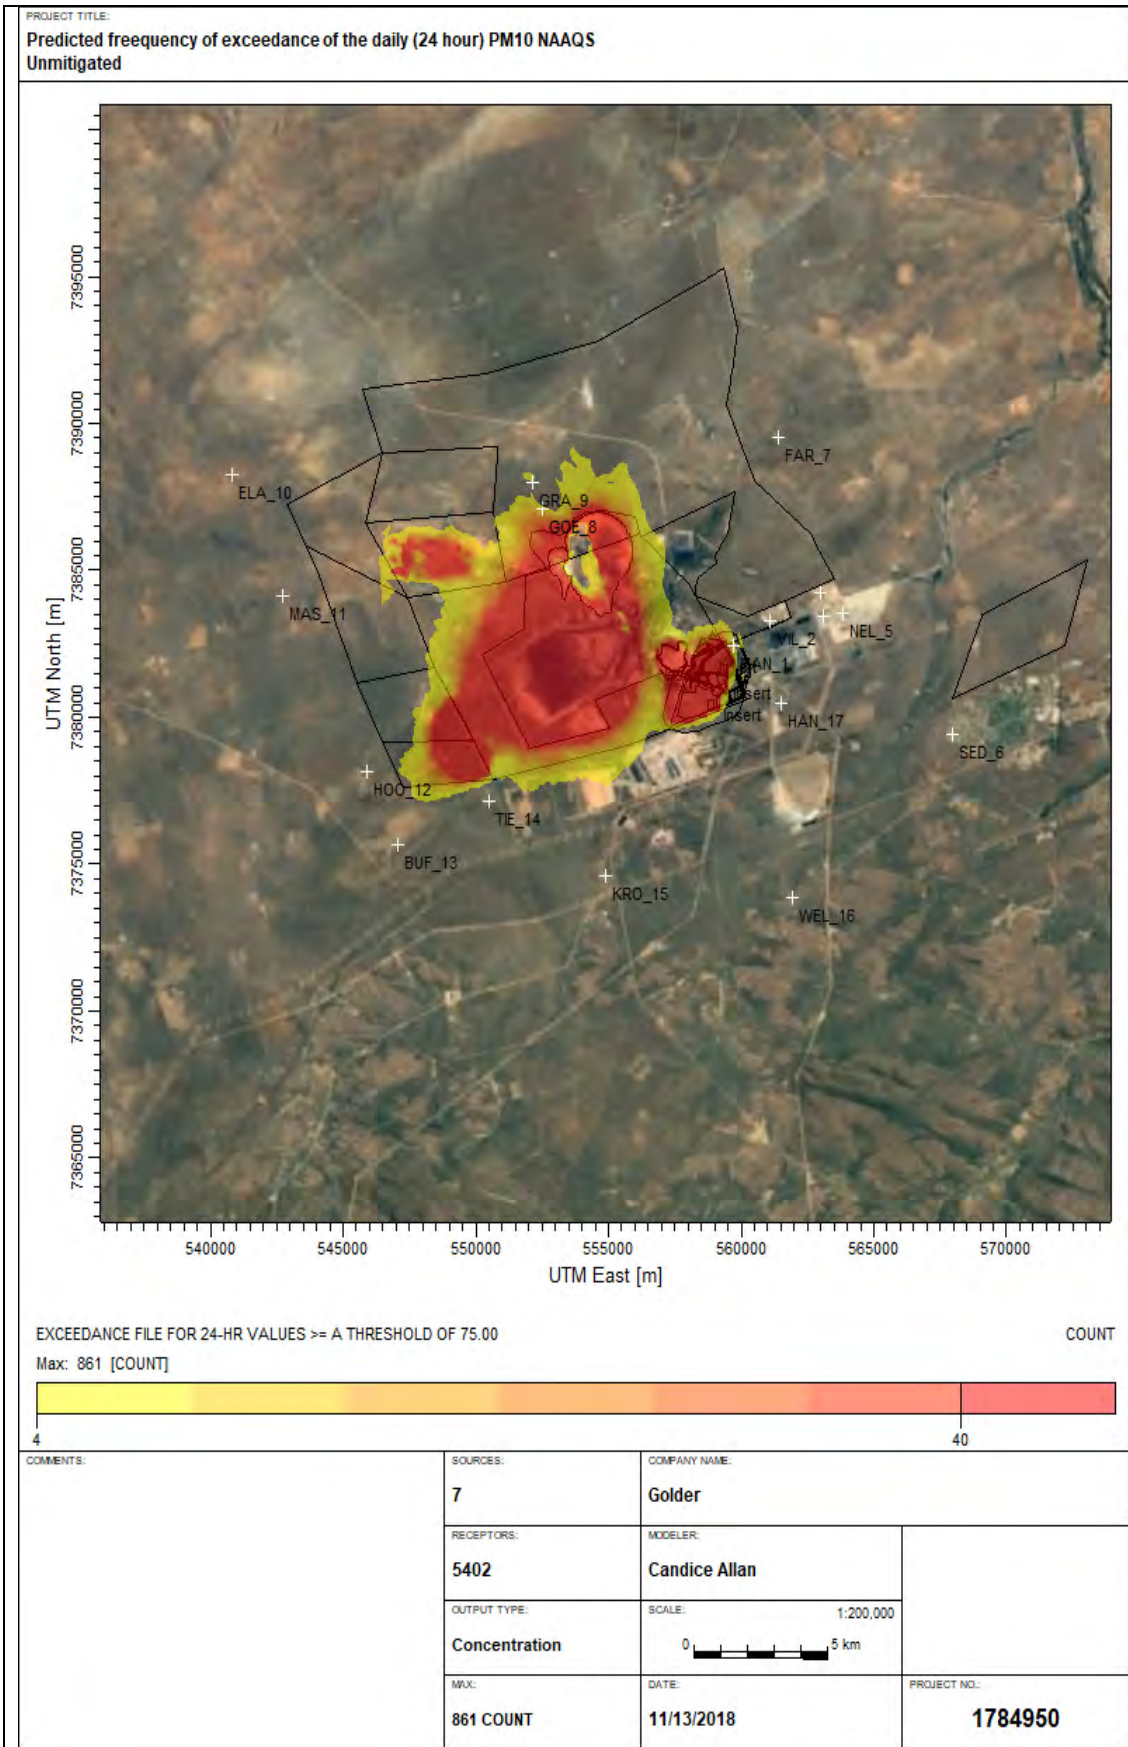 PROJECT TITLE:
Predicted freequency of exceedance of the daily (24 hour) PM10 NAAQS
Unmitigated
UTM North [m]
7395000
7390000
7385000
7380000
7375000
7370000
7365000
FAR_7
ELA_10
GRA_9
GOE_8
MAS_11
VIL_2
NEL_5
Insert
Insert
HAN_17
SED_6
HOO_12
TIE_14
BUF_13
KRO_15
WEL_16
540000
545000
550000
555000
560000
565000
570000
UTM East [m]
EXCEEDANCE FILE FOR 24-HR VALUES >= A THRESHOLD OF 75.00
COUNT
Max: 861 [COUNT]
4
40
COMMENTS:
SOURCES:
7
COMPANY NAME:
Golder
RECEPTORS:
5402
MODELER:
Candice Allan
OUTPUT TYPE:
Concentration
SCALE:
1:200,000
0
5 km
MAX:
861 COUNT
DATE:
11/13/2018
PROJECT NO.:
1784950